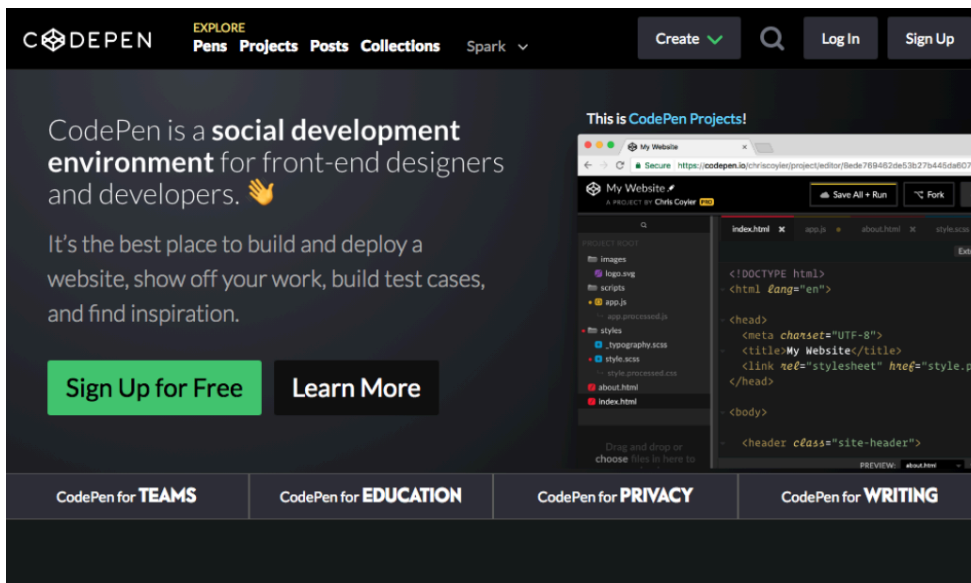 CODEPEN
EXPLORE
Pens Projects Posts Collections Spark
Create
Log In
Sign Up
CodePen is a social development
environment for front-end designers
and developers.
It's the best place to build and deploy a
website, show off your work, build test cases,
and find inspiration.
Sign Up for Free
Learn More
This is CodePen Projects!
My Website
Secure https://codepen.io/chriscoyier/project/editor/
My Website
A PROJECT BY Chris Coyier PRO
Save All + Run
Fork
index.html
app.js
about.html
style.scss
PROJECT ROOT
images
logo.svg
scripts
app.js
app.processed.js
styles
_typography.scss
style.scss
style.processed.css
about.html
index.html
Drag and drop or
choose files in here to
<!DOCTYPE html>
<html lang="en">
<head>
<meta charset="UTF-8">
<title>My Website</title>
<link rel="stylesheet" href="style.p
</head>
<body>
<header class="site-header">
PREVIEW: about.html
CodePen for TEAMS
CodePen for EDUCATION
CodePen for PRIVACY
CodePen for WRITING